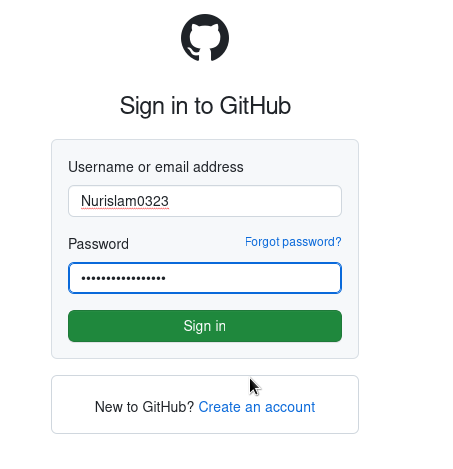 Sign in to GitHub
Username or email address
Nurislam0323
Password Forgot password?
•••••••••••••••••
Sign in
New to GitHub? Create an account